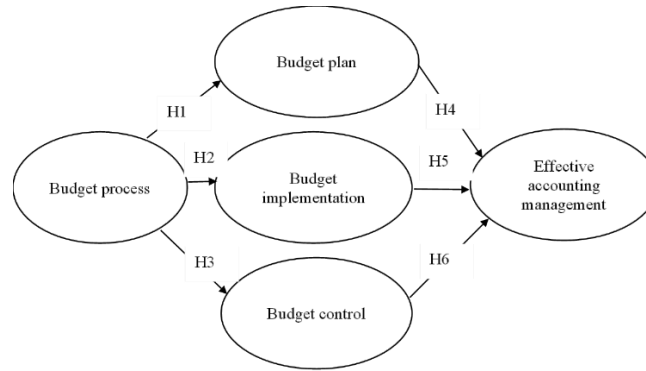 Budget plan
H1
H4
H2
H5
Budget process
Budget
implementation
Effective
accounting
management
H3
H6
Budget control